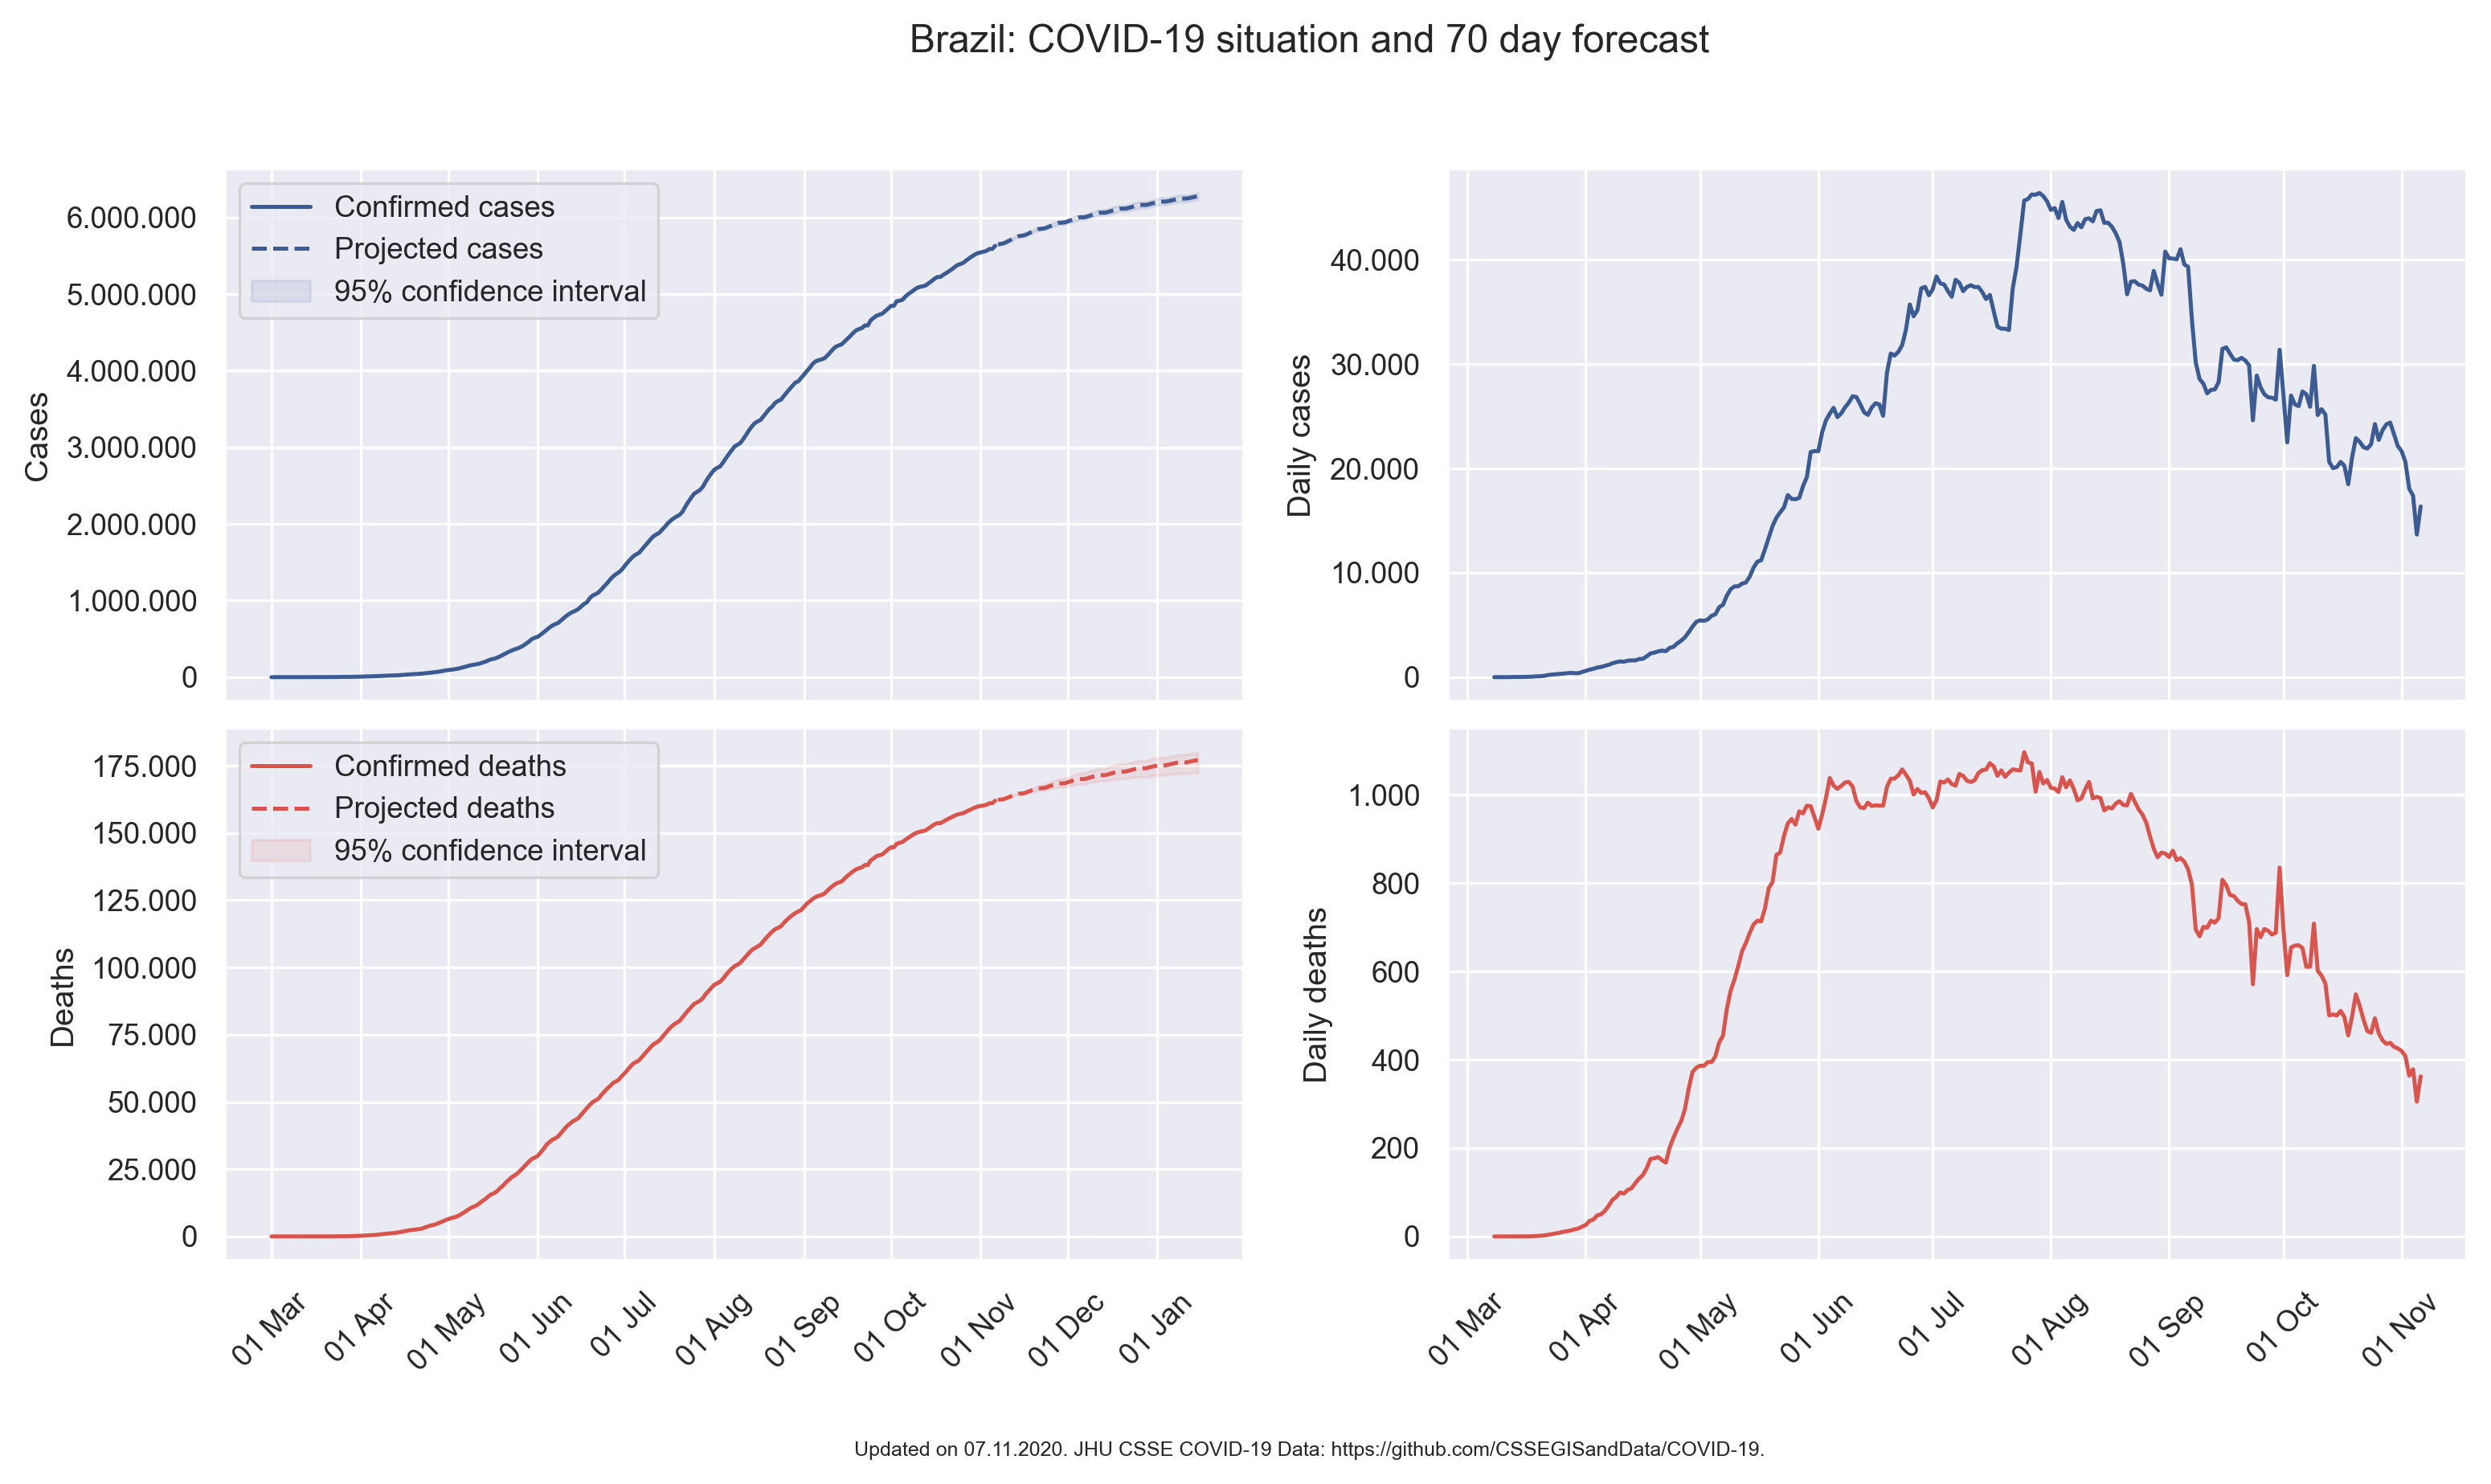 Brazil: COVID-19 situation and 70 day forecast
Confirmed cases
Projected cases
95% confidence interval
6.000.000
5.000.000
4.000.000
3.000.000
2.000.000
1.000.000
0
Cases
40.000
30.000
20.000
10.000
0
Daily cases
Confirmed deaths
Projected deaths
95% confidence interval
175.000
150.000
125.000
100.000
75.000
50.000
25.000
0
Deaths
01 Mar
01 Apr
01 May
01 Jun
01 Jul
01 Aug
01 Sep
01 Oct
01 Nov
01 Dec
01 Jan
1.000
800
600
400
200
0
Daily deaths
01 Mar
01 Apr
01 May
01 Jun
01 Jul
01 Aug
01 Sep
01 Oct
01 Nov
Updated on 07.11.2020. JHU CSSE COVID-19 Data: https://github.com/CSSEGISandData/COVID-19.